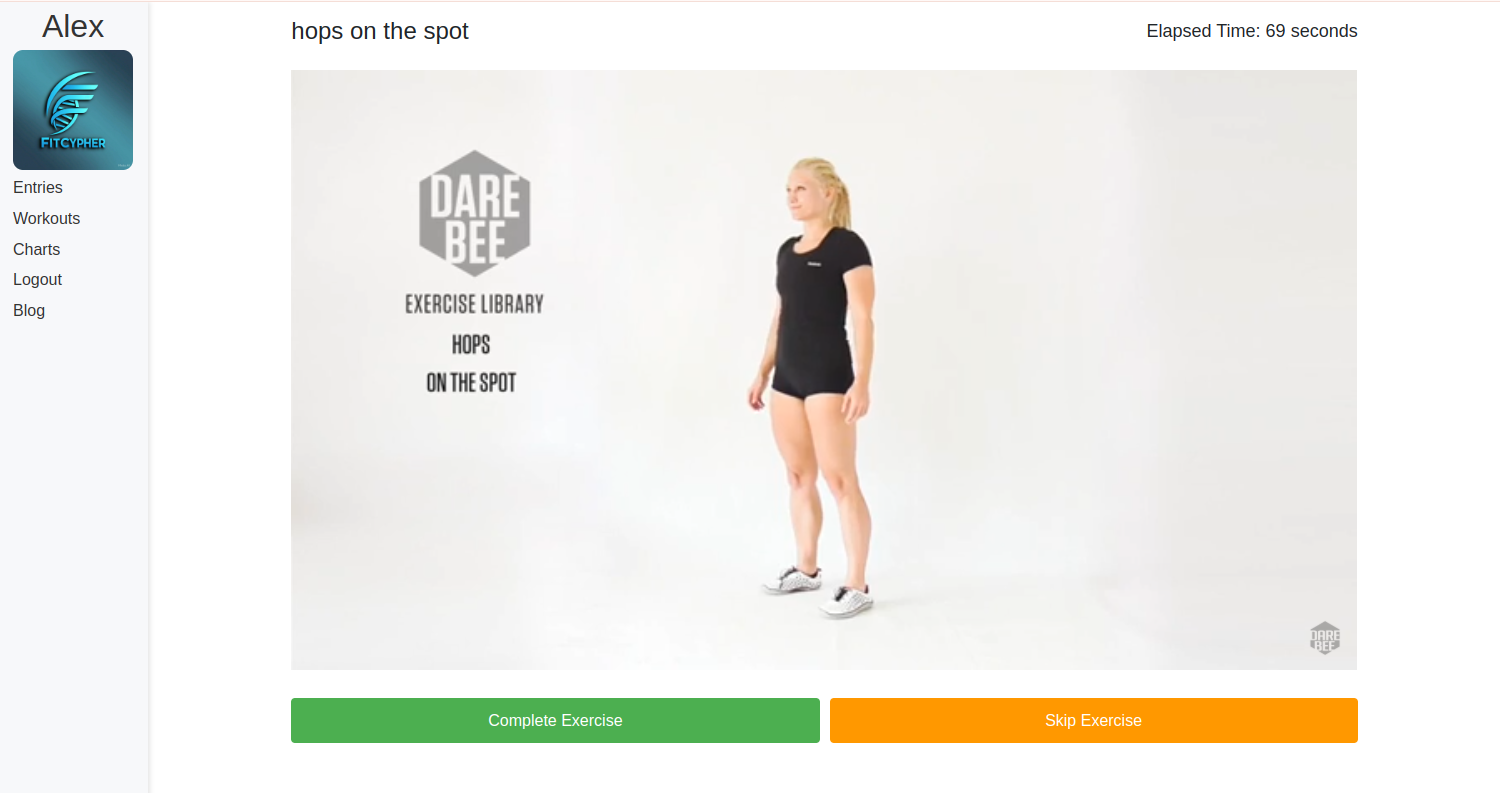 Alex
FITCYPHER
Entries
Workouts
Charts
Logout
Blog
hops on the spot
Elapsed Time: 69 seconds
DARE
BEE
EXERCISE LIBRARY
HOPS
ON THE SPOT
DARE
BEE
Complete Exercise
Skip Exercise